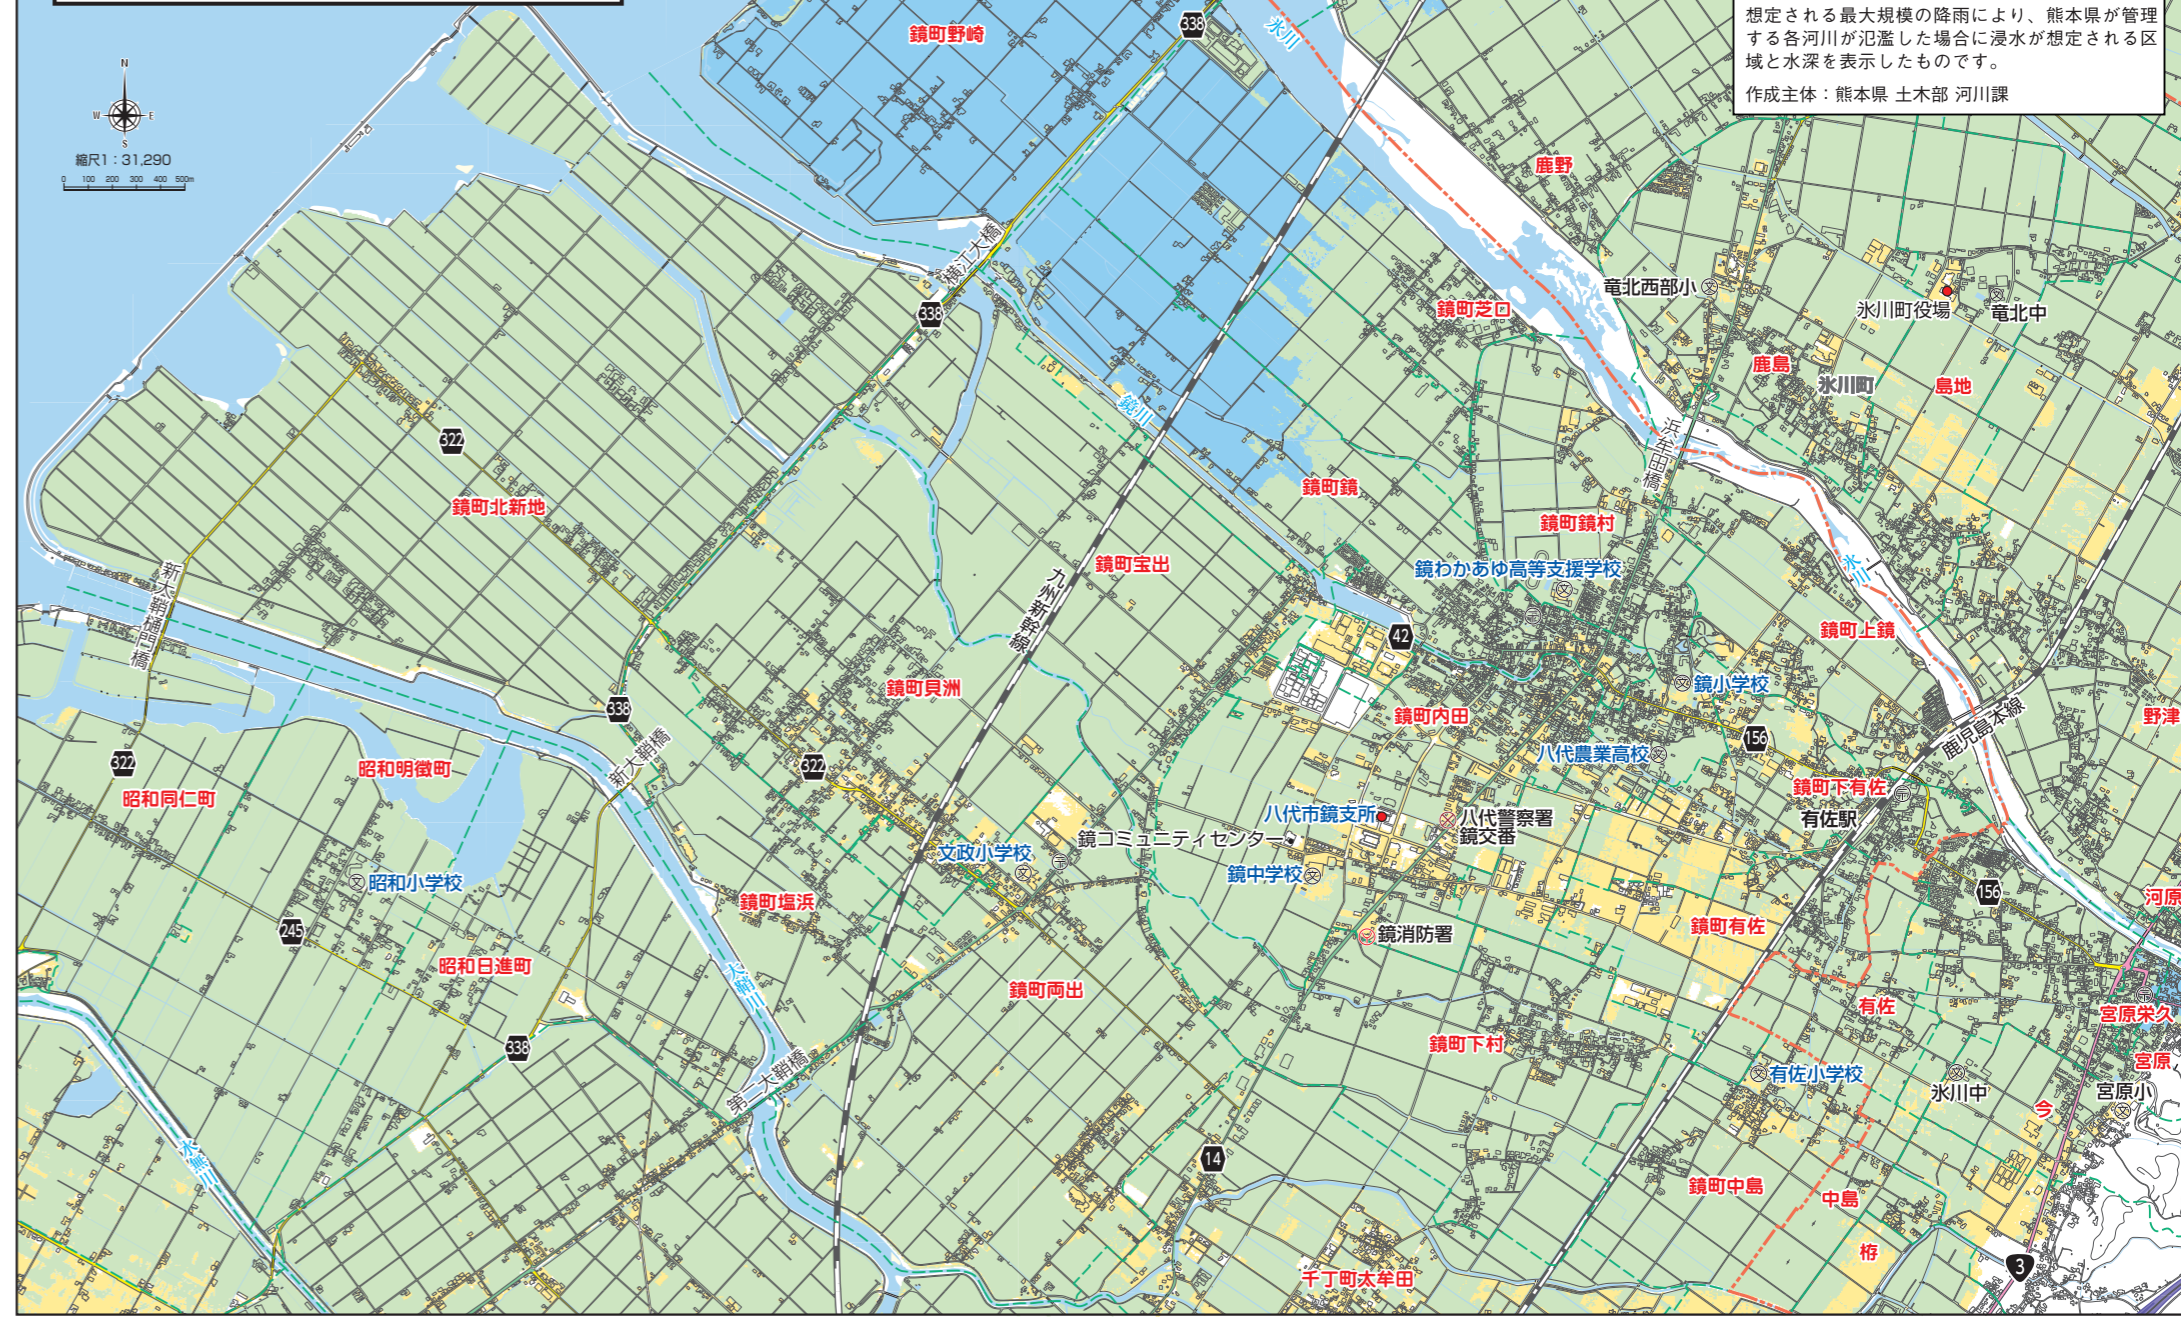 想定される最大規模の降雨により、熊本県が管理
する各河川が氾濫した場合に浸水が想定される区
域と水深を表示したものです。
作成主体：熊本県 土木部 河川課
N
W
E
S
縮尺1：31,290
0 100 200 300 400 500m
鏡町野崎
338
氷川
鹿野
横江大橋
338
鏡町芝口
竜北西部小
氷川町役場
竜北中
鹿島
氷川町
島地
鏡川
浜牟田橋
322
鏡町北新地
鏡町鏡
鏡町鏡村
鏡町宝出
九州新幹線
鏡わかあゆ高等支援学校
氷川
新大鞘樋門橋
42
鏡町上鏡
鏡町貝洲
鏡小学校
338
鏡町内田
156
野津
鹿児島本線
新大鞘橋
八代農業高校
322
昭和明徴町
322
昭和同仁町
鏡町下有佐
有佐駅
八代市鏡支所
八代警察署
鏡交番
鏡コミュニティセンター
文政小学校
鏡中学校
昭和小学校
156
河原
鏡町塩浜
鏡町有佐
245
鏡消防署
昭和日進町
大鞘川
鏡町両出
有佐
宮原栄久
338
鏡町下村
宮原
第二大鞘橋
有佐小学校
氷川中
宮原小
今
水無川
14
鏡町中島
中島
栫
3
千丁町太牟田